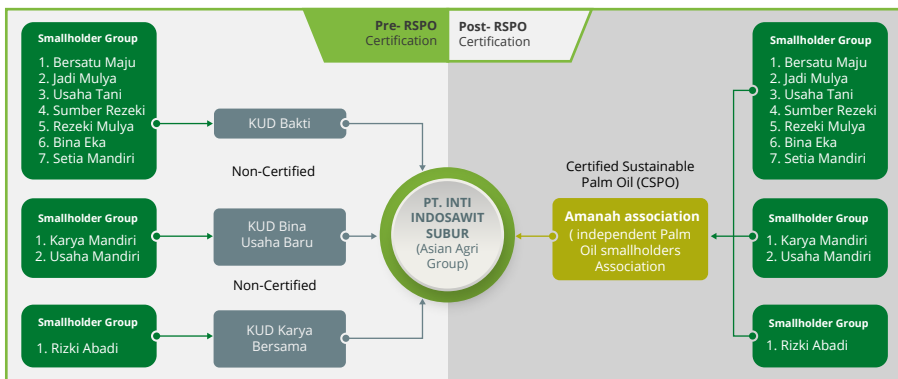 Pre- RSPO
Certification
Post- RSPO
Certification
Smallholder Group
1. Bersatu Maju
2. Jadi Mulya
3. Usaha Tani
4. Sumber Rezeki
5. Rezeki Mulya
6. Bina Eka
7. Setia Mandiri
KUD Bakti
Non-Certified
Smallholder Group
1. Karya Mandiri
2. Usaha Mandiri
KUD Bina
Usaha Baru
Non-Certified
Smallholder Group
1. Rizki Abadi
KUD Karya
Bersama
PT. INTI
INDOSAWIT
SUBUR
(Asian Agri
Group)
Certified Sustainable
Palm Oil (CSPO)
Amanah association
( independent Palm
Oil smallholders
Association
Smallholder Group
1. Bersatu Maju
2. Jadi Mulya
3. Usaha Tani
4. Sumber Rezeki
5. Rezeki Mulya
6. Bina Eka
7. Setia Mandiri
Smallholder Group
1. Karya Mandiri
2. Usaha Mandiri
Smallholder Group
1. Rizki Abadi